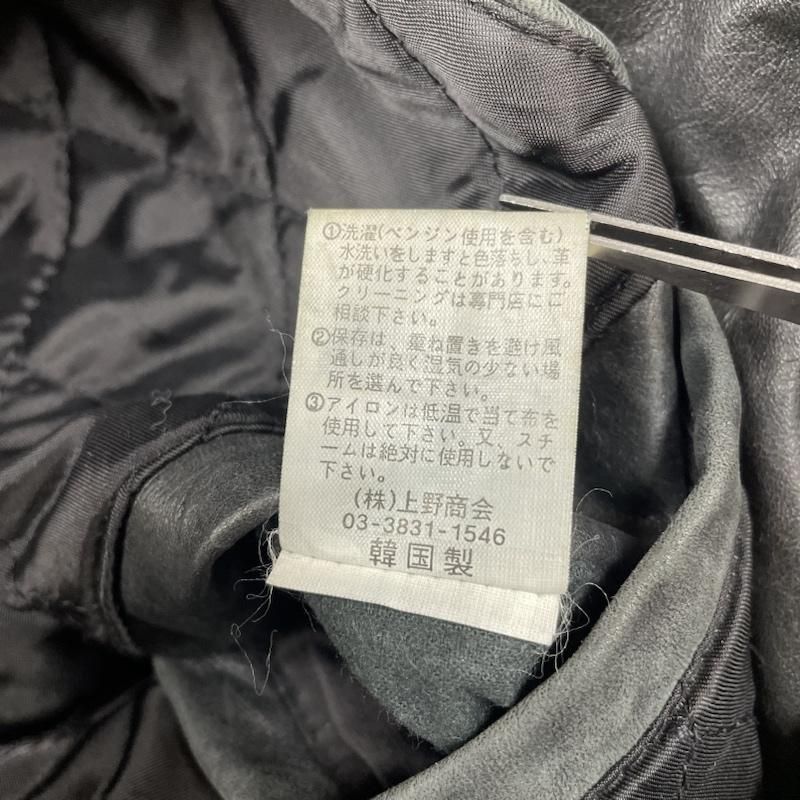 ①洗濯(ベンジン使用を含む)
水洗いをしますと色落ちし、革
が硬化することがあります。
クリーニングは専門店にご
相談下さい。
②保存は、重ね置きを避け風
通しが良く湿気の少ない場
所を選んで下さい。
③アイロンは低温で当て布を
使用して下さい。又、スチ
ームは絶対に使用しないで
下さい。
(株)上野商会
03-3831-1546
韓国製